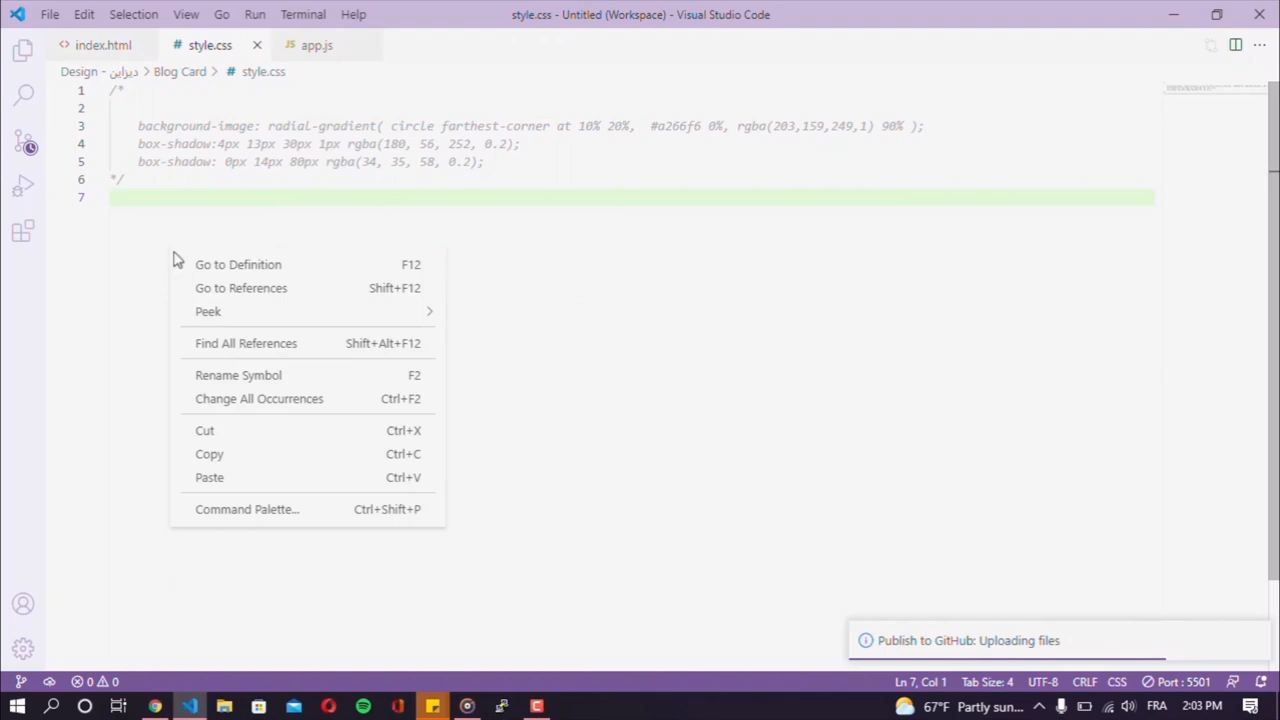 File Edit Selection View Go Run Terminal Help style.css - Untitled (Workspace) - Visual Studio Code
index.html # style.css JS app.js
Design - ديزاين > Blog Card > # style.css
1 /*
2
3 background-image: radial-gradient( circle farthest-corner at 10% 20%, #a266f6 0%, rgba(203,159,249,1) 90% );
4 box-shadow:4px 13px 30px 1px rgba(180, 56, 252, 0.2);
5 box-shadow: 0px 14px 80px rgba(34, 35, 58, 0.2);
6 */
7
Go to Definition F12
Go to References Shift+F12
Peek
Find All References Shift+Alt+F12
Rename Symbol F2
Change All Occurrences Ctrl+F2
Cut Ctrl+X
Copy Ctrl+C
Paste Ctrl+V
Command Palette... Ctrl+Shift+P
Publish to GitHub: Uploading files
0 0 Ln 7, Col 1 Tab Size: 4 UTF-8 CRLF CSS Port : 5501
67°F Partly sun... FR 2:03 PM